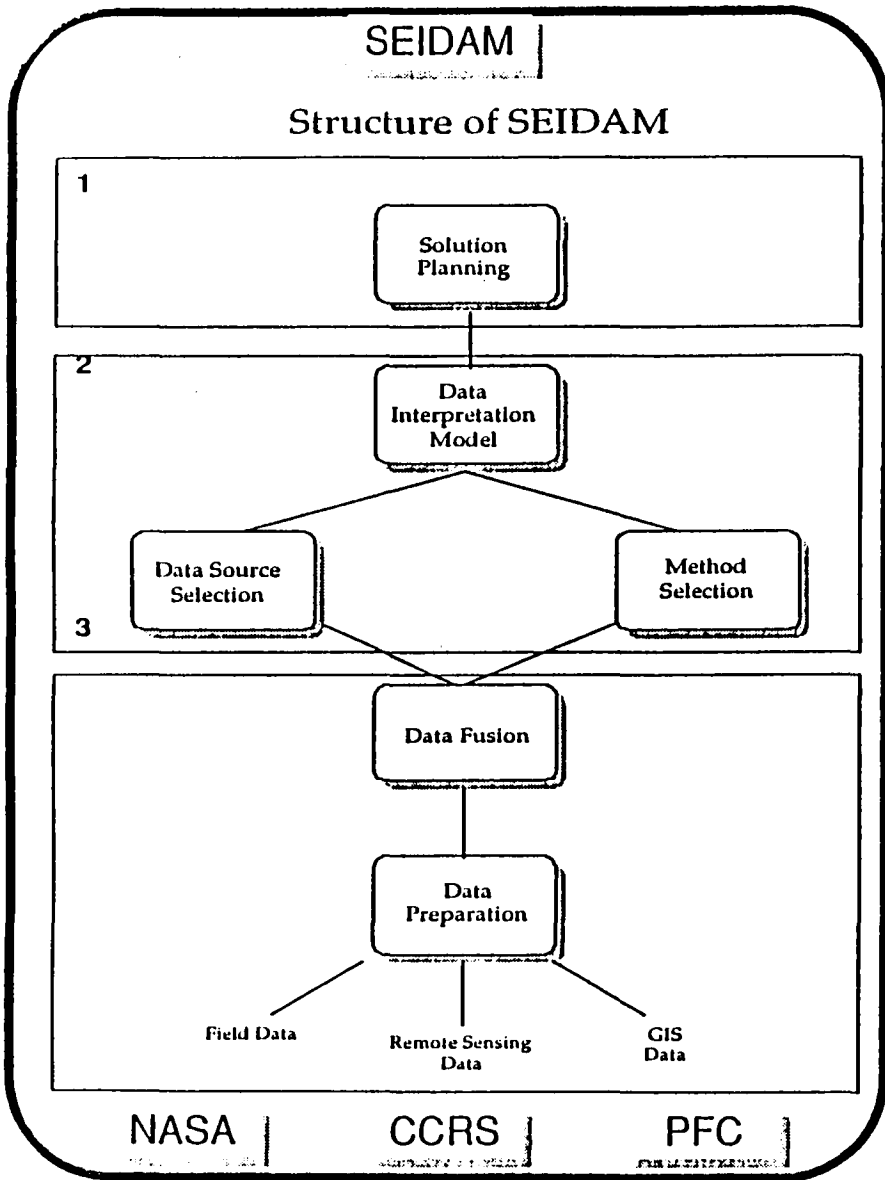 SEIDAM
Structure of SEIDAM
1
Solution
Planning
2
Data
Interpretation
Model
Data Source
Selection
Method
Selection
3
Data Fusion
Data
Preparation
Field Data
Remote Sensing
Data
GIS
Data
NASA
CCRS
PFC